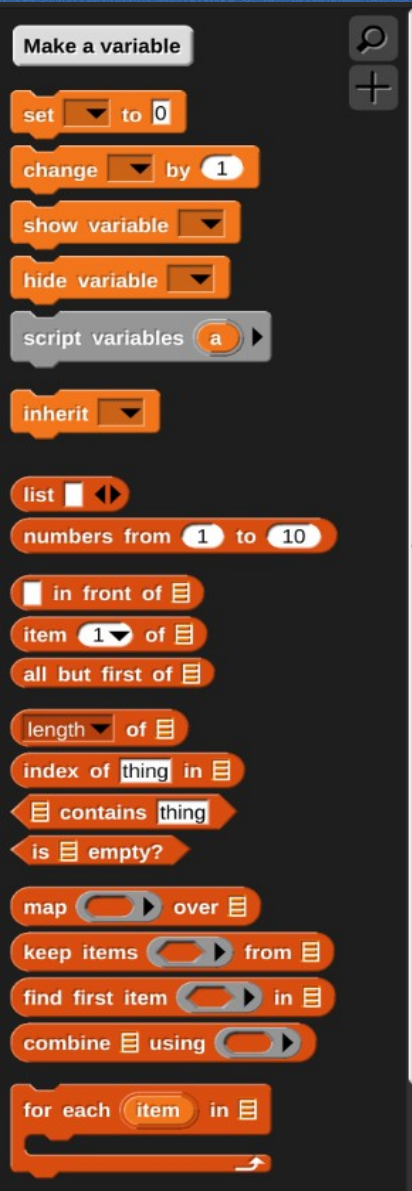 Make a variable
set to 0
change by 1
show variable
hide variable
script variables a
inherit
list
numbers from 1 to 10
in front of
item 1 of
all but first of
length of
index of thing in
contains thing
is empty?
map over
keep items from
find first item in
combine using
for each item in